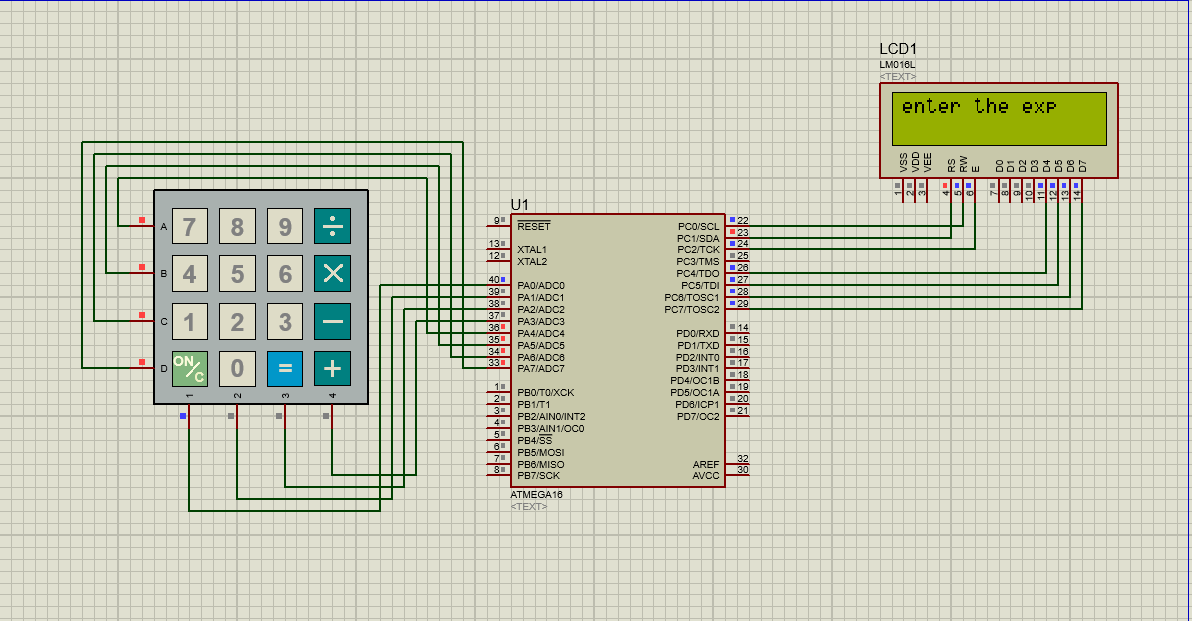 LCD1
LM016L
<TEXT>
enter the exp
VSS VDD VEE RS RW E D0 D1 D2 D3 D4 D5 D6 D7
1 2 3 4 5 6 7 8 9 10 11 12 13 14
A 7 8 9 ÷
B 4 5 6 ×
C 1 2 3 −
D ON/C 0 = +
1 2 3 4
U1
9 RESET
13 XTAL1
12 XTAL2
40 PA0/ADC0
39 PA1/ADC1
38 PA2/ADC2
37 PA3/ADC3
36 PA4/ADC4
35 PA5/ADC5
34 PA6/ADC6
33 PA7/ADC7
1 PB0/T0/XCK
2 PB1/T1
3 PB2/AIN0/INT2
4 PB3/AIN1/OC0
5 PB4/SS
6 PB5/MOSI
7 PB6/MISO
8 PB7/SCK
PC0/SCL 22
PC1/SDA 23
PC2/TCK 24
PC3/TMS 25
PC4/TDO 26
PC5/TDI 27
PC6/TOSC1 28
PC7/TOSC2 29
PD0/RXD 14
PD1/TXD 15
PD2/INT0 16
PD3/INT1 17
PD4/OC1B 18
PD5/OC1A 19
PD6/ICP1 20
PD7/OC2 21
AREF 32
AVCC 30
ATMEGA16
<TEXT>